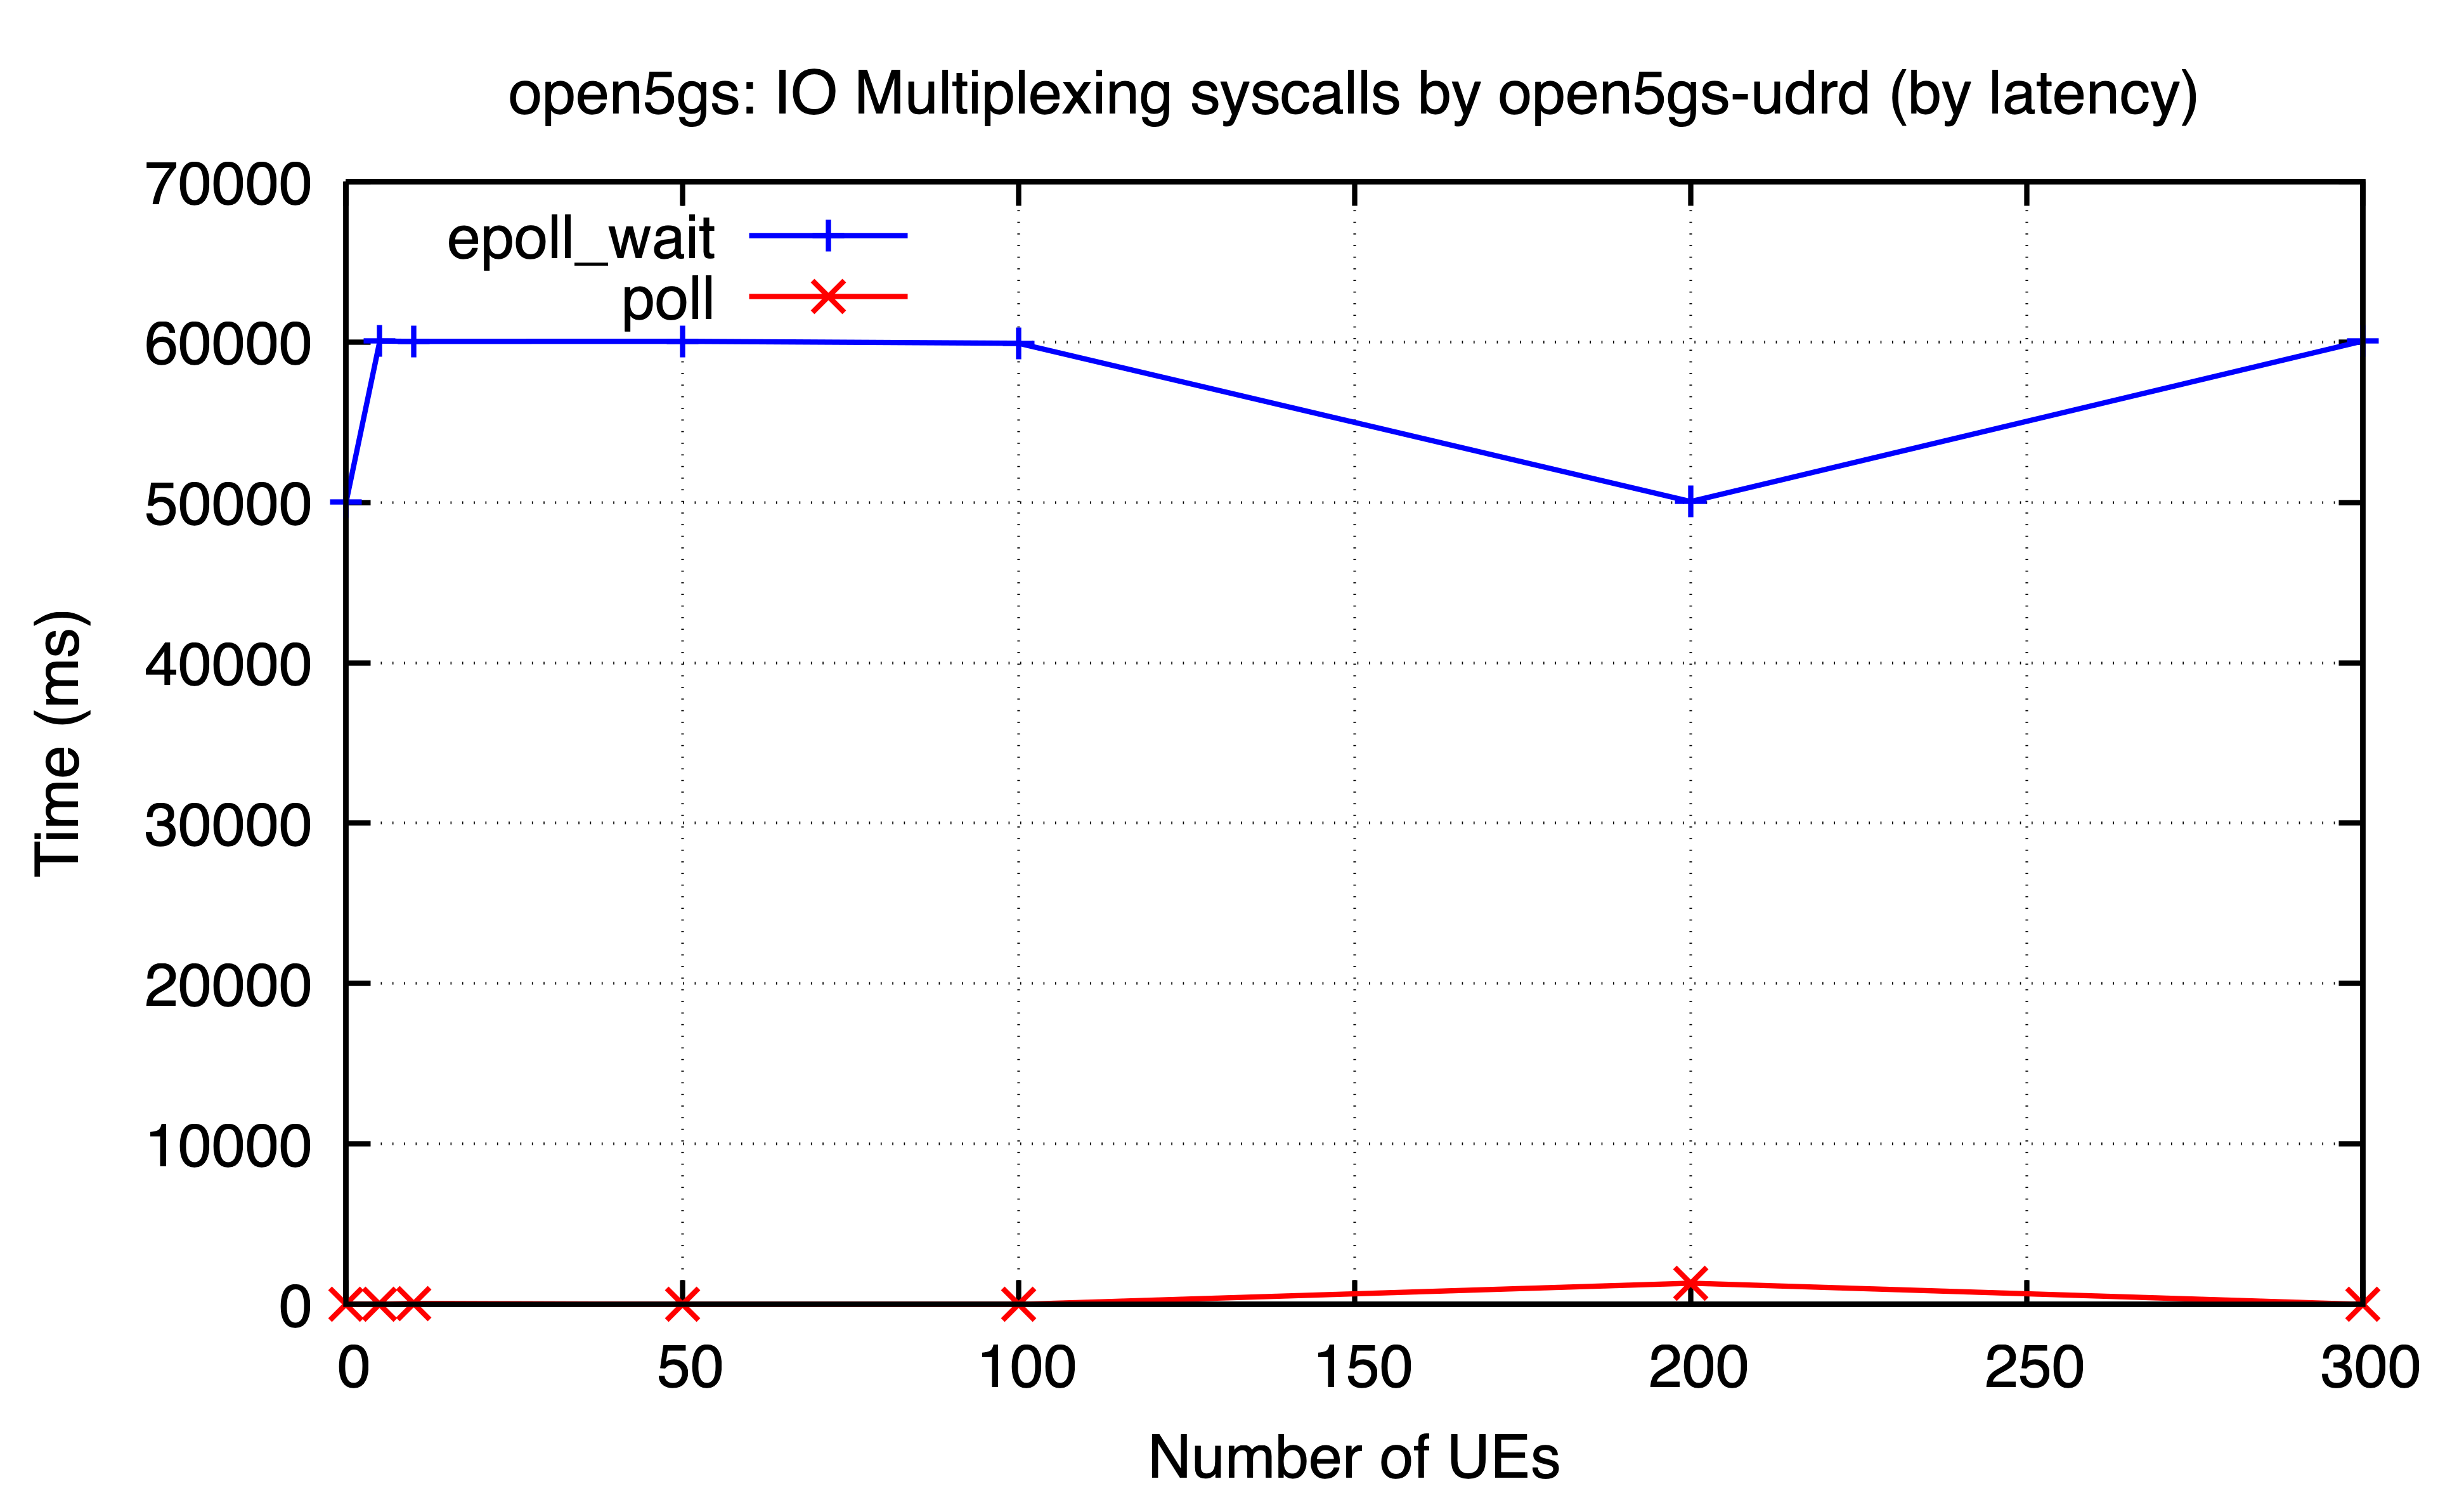 open5gs: IO Multiplexing syscalls by open5gs-udrd (by latency)
70000
epoll_wait
poll
60000
50000
40000
30000
20000
10000
0
Time (ms)
0 50 100 150 200 250 300
Number of UEs